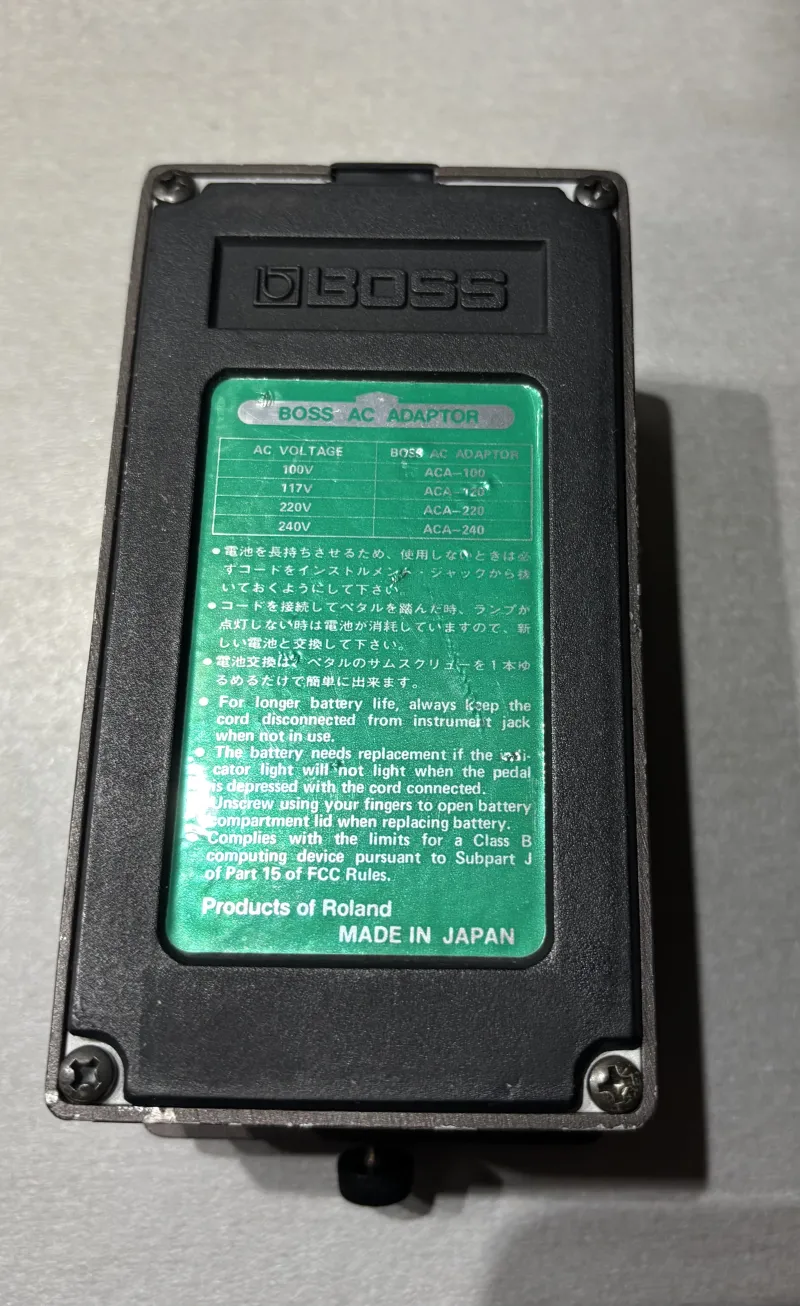 BOSS
BOSS AC ADAPTOR
AC VOLTAGE BOSS AC ADAPTOR
100V ACA-100
117V ACA-120
220V ACA-220
240V ACA-240
●電池を長持ちさせるため、使用しないときは必
ずコードをインストルメント・ジャックから抜
いておくようにして下さい。
●コードを接続してペタルを踏んだ時、ランプが
点灯しない時は電池が消耗していますので、新
しい電池と交換して下さい。
●電池交換は、ペタルのサムスクリューを1本ゆ
るめるだけで簡単に出来ます。
● For longer battery life, always keep the
cord disconnected from instrument jack
when not in use.
● The battery needs replacement if the indi-
cator light will not light when the pedal
is depressed with the cord connected.
Unscrew using your fingers to open battery
compartment lid when replacing battery.
Complies with the limits for a Class B
computing device pursuant to Subpart J
of Part 15 of FCC Rules.
Products of Roland
MADE IN JAPAN